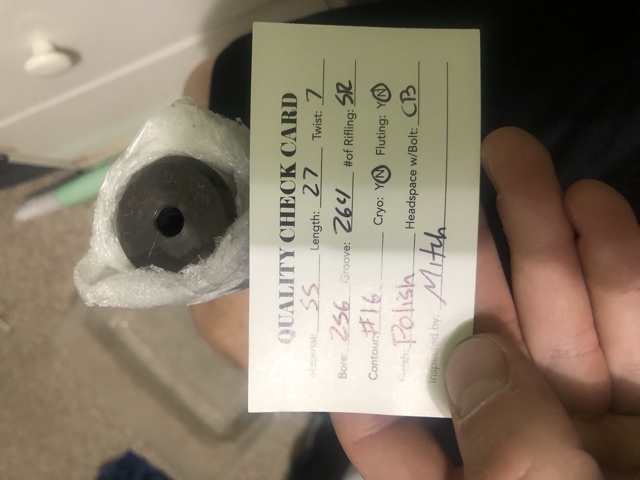 QUALITY CHECK CARD
Material: SS Length: 27 Twist: 7
Bore: 256 Groove: 264 #of Rifling: 5R
Contour: #16 Cryo: Y/N Fluting: Y/N
Finish: Polish Headspace w/Bolt: CB
Inspected by: Mitch